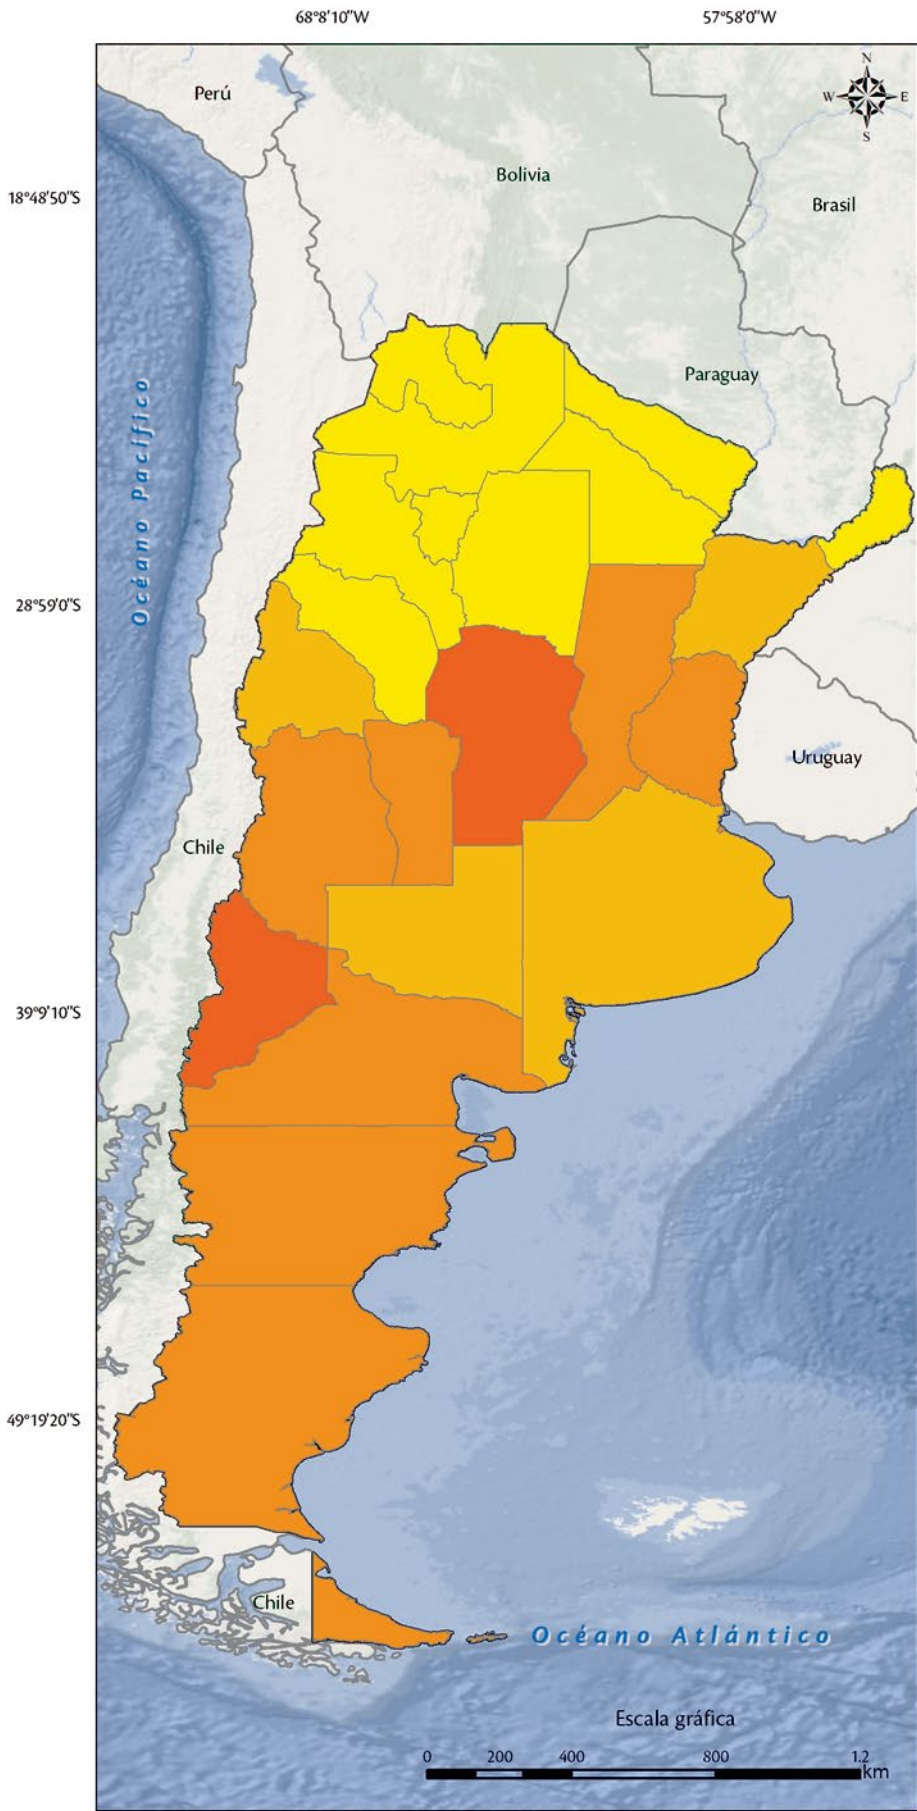 68°8'10"W
57°58'0"W
Perú
N
W
E
S
Bolivia
18°48'50"S
Brasil
Paraguay
Océano Pacífico
28°59'0"S
Uruguay
Chile
39°9'10"S
49°19'20"S
Chile
Océano Atlántico
Escala gráfica
0 200 400 800 1.2
km